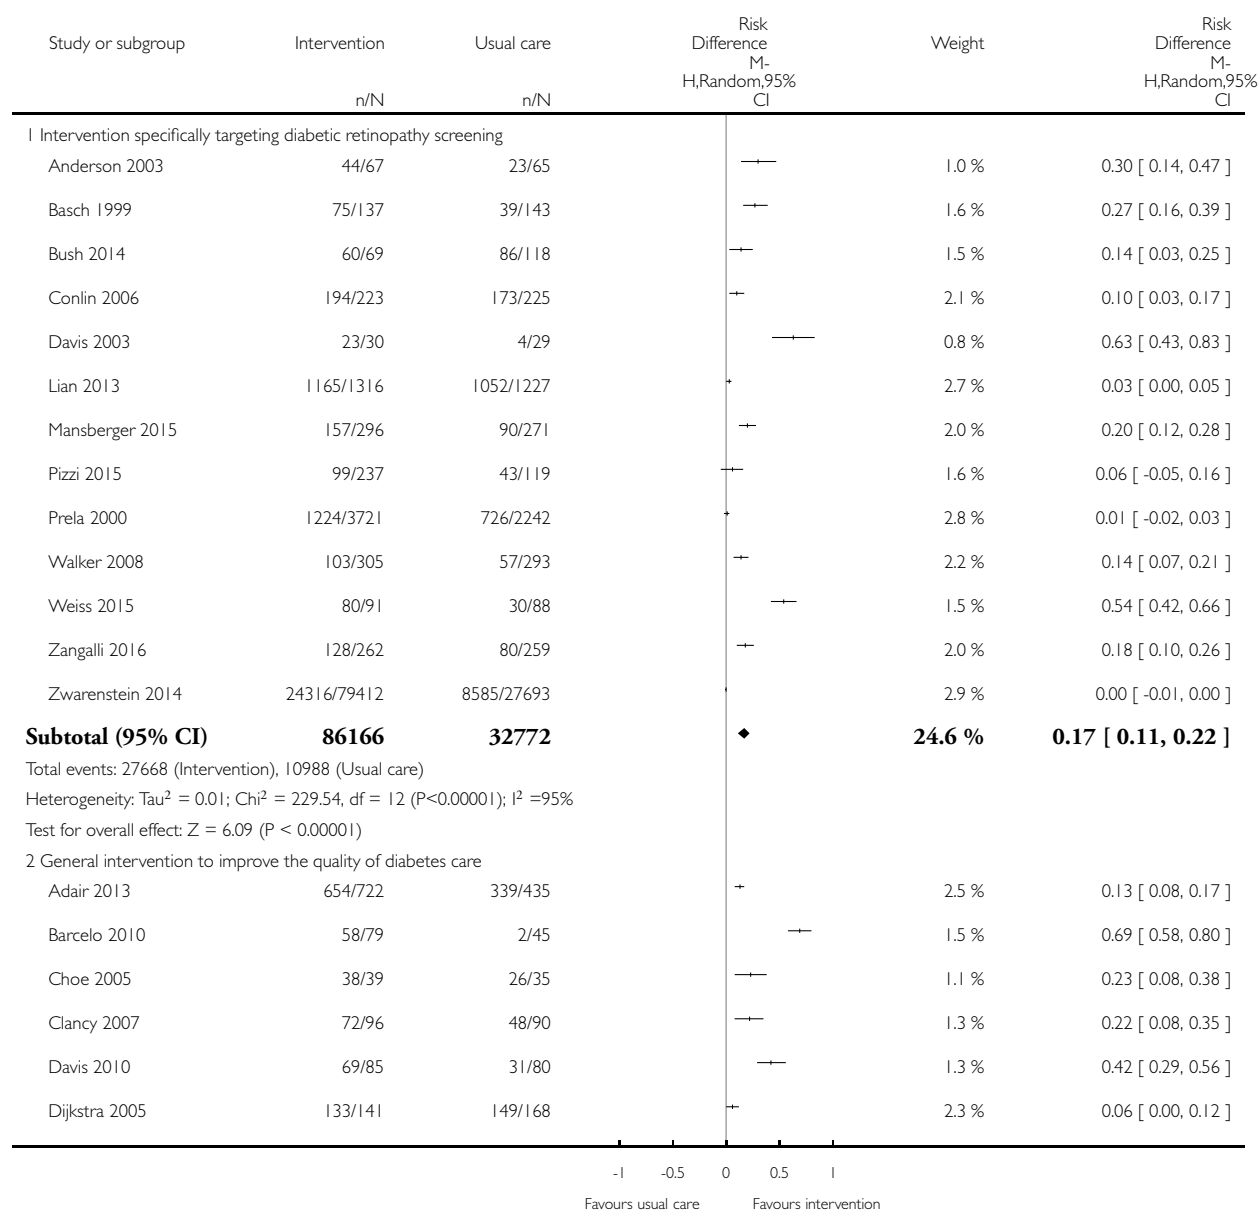 Study or subgroup Intervention Usual care Risk Difference Weight Risk Difference
n/N n/N M-H,Random,95% CI M-H,Random,95% CI
1 Intervention specifically targeting diabetic retinopathy screening
Anderson 2003 44/67 23/65 1.0 % 0.30 [ 0.14, 0.47 ]
Basch 1999 75/137 39/143 1.6 % 0.27 [ 0.16, 0.39 ]
Bush 2014 60/69 86/118 1.5 % 0.14 [ 0.03, 0.25 ]
Conlin 2006 194/223 173/225 2.1 % 0.10 [ 0.03, 0.17 ]
Davis 2003 23/30 4/29 0.8 % 0.63 [ 0.43, 0.83 ]
Lian 2013 1165/1316 1052/1227 2.7 % 0.03 [ 0.00, 0.05 ]
Mansberger 2015 157/296 90/271 2.0 % 0.20 [ 0.12, 0.28 ]
Pizzi 2015 99/237 43/119 1.6 % 0.06 [ -0.05, 0.16 ]
Prela 2000 1224/3721 726/2242 2.8 % 0.01 [ -0.02, 0.03 ]
Walker 2008 103/305 57/293 2.2 % 0.14 [ 0.07, 0.21 ]
Weiss 2015 80/91 30/88 1.5 % 0.54 [ 0.42, 0.66 ]
Zangalli 2016 128/262 80/259 2.0 % 0.18 [ 0.10, 0.26 ]
Zwarenstein 2014 24316/79412 8585/27693 2.9 % 0.00 [ -0.01, 0.00 ]
Subtotal (95% CI) 86166 32772 24.6 % 0.17 [ 0.11, 0.22 ]
Total events: 27668 (Intervention), 10988 (Usual care)
Heterogeneity: Tau² = 0.01; Chi² = 229.54, df = 12 (P<0.00001); I² =95%
Test for overall effect: Z = 6.09 (P < 0.00001)
2 General intervention to improve the quality of diabetes care
Adair 2013 654/722 339/435 2.5 % 0.13 [ 0.08, 0.17 ]
Barcelo 2010 58/79 2/45 1.5 % 0.69 [ 0.58, 0.80 ]
Choe 2005 38/39 26/35 1.1 % 0.23 [ 0.08, 0.38 ]
Clancy 2007 72/96 48/90 1.3 % 0.22 [ 0.08, 0.35 ]
Davis 2010 69/85 31/80 1.3 % 0.42 [ 0.29, 0.56 ]
Dijkstra 2005 133/141 149/168 2.3 % 0.06 [ 0.00, 0.12 ]
-1 -0.5 0 0.5 1
Favours usual care Favours intervention